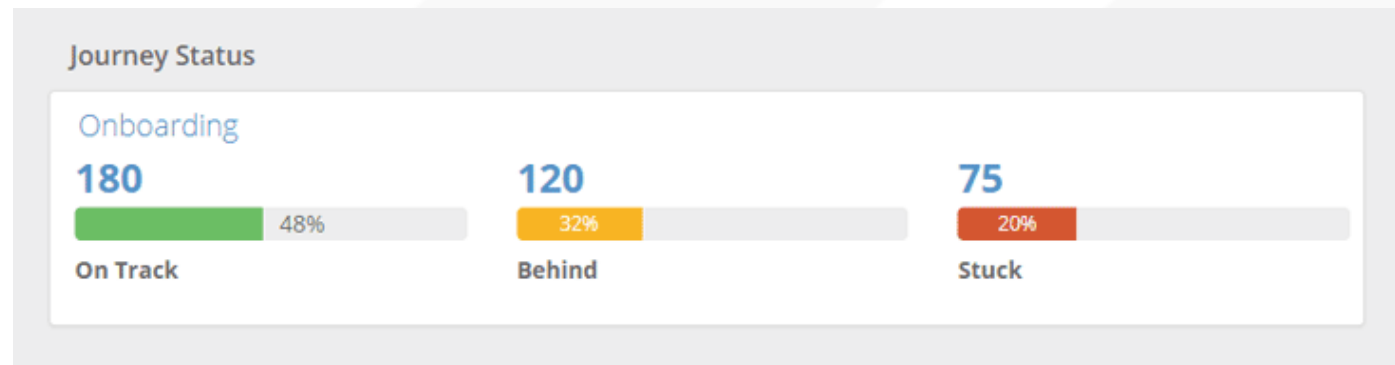 Journey Status
Onboarding
180 120 75
48% 32% 20%
On Track Behind Stuck